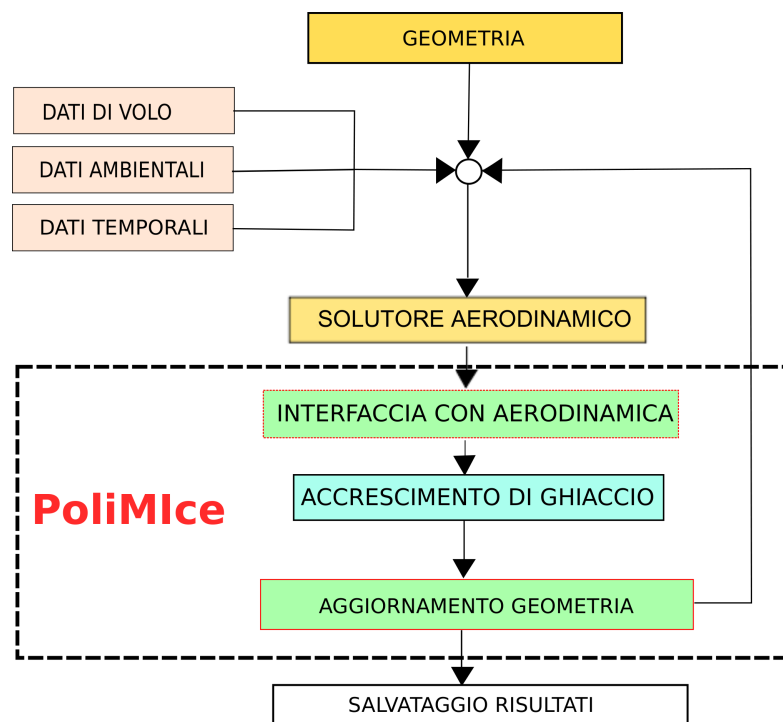 GEOMETRIA
DATI DI VOLO
DATI AMBIENTALI
DATI TEMPORALI
SOLUTORE AERODINAMICO
INTERFACCIA CON AERODINAMICA
ACCRESCIMENTO DI GHIACCIO
PoliMIce
AGGIORNAMENTO GEOMETRIA
SALVATAGGIO RISULTATI